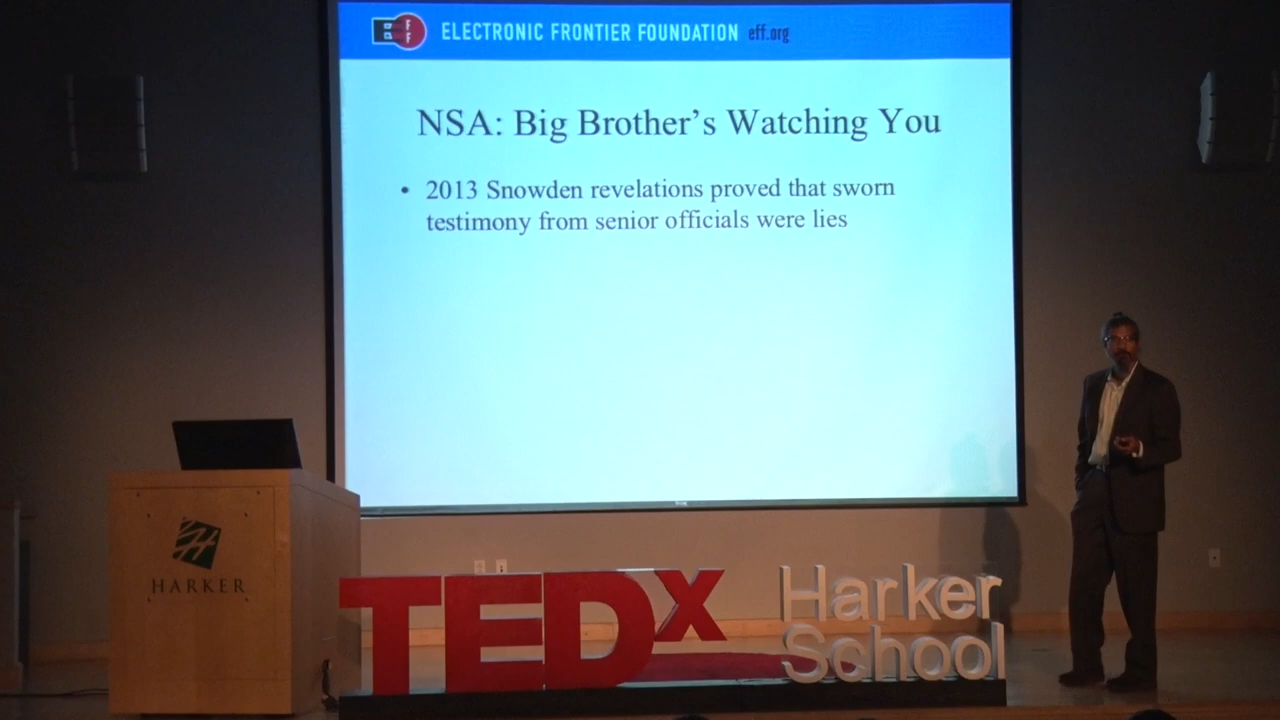 EFF ELECTRONIC FRONTIER FOUNDATION eff.org
NSA: Big Brother's Watching You
• 2013 Snowden revelations proved that sworn
testimony from senior officials were lies
H
HARKER
TEDx
Harker
School